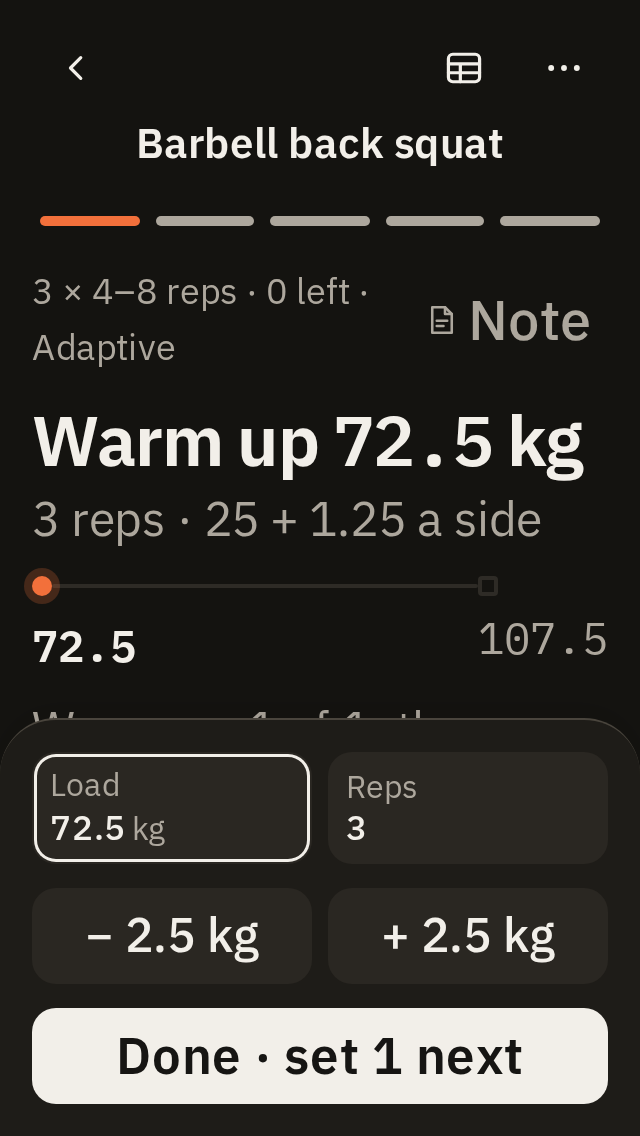 Barbell back squat
3 × 4–8 reps · 0 left ·
Adaptive
Note
Warm up 72.5 kg
3 reps · 25 + 1.25 a side
72.5
107.5
Load
72.5 kg
Reps
3
– 2.5 kg
+ 2.5 kg
Done · set 1 next